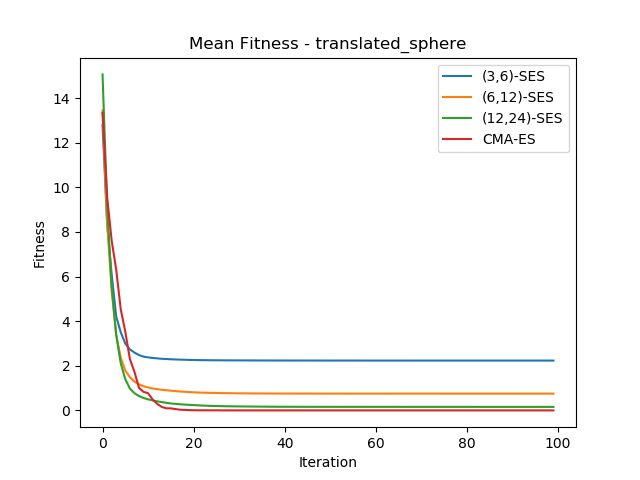 Mean Fitness - translated_sphere
(3,6)-SES
(6,12)-SES
(12,24)-SES
CMA-ES
Fitness
14
12
10
8
6
4
2
0
0 20 40 60 80 100
Iteration